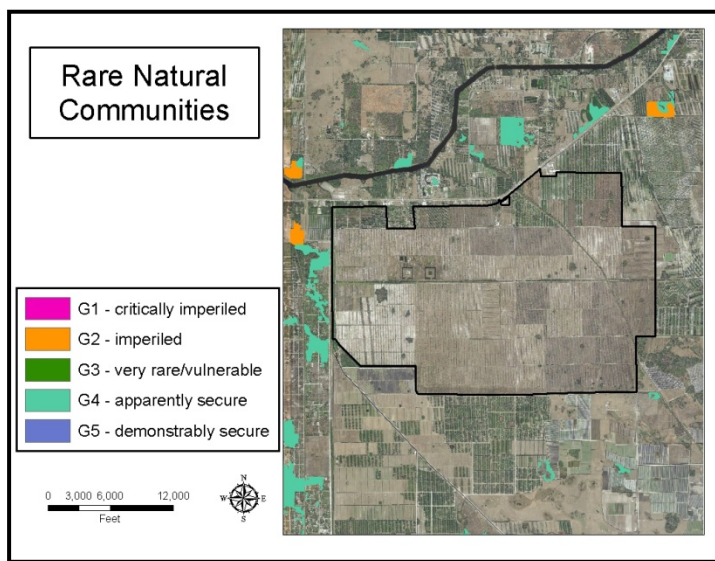 Rare Natural
Communities
G1 - critically imperiled
G2 - imperiled
G3 - very rare/vulnerable
G4 - apparently secure
G5 - demonstrably secure
0 3,000 6,000 12,000
Feet
N
W E
S